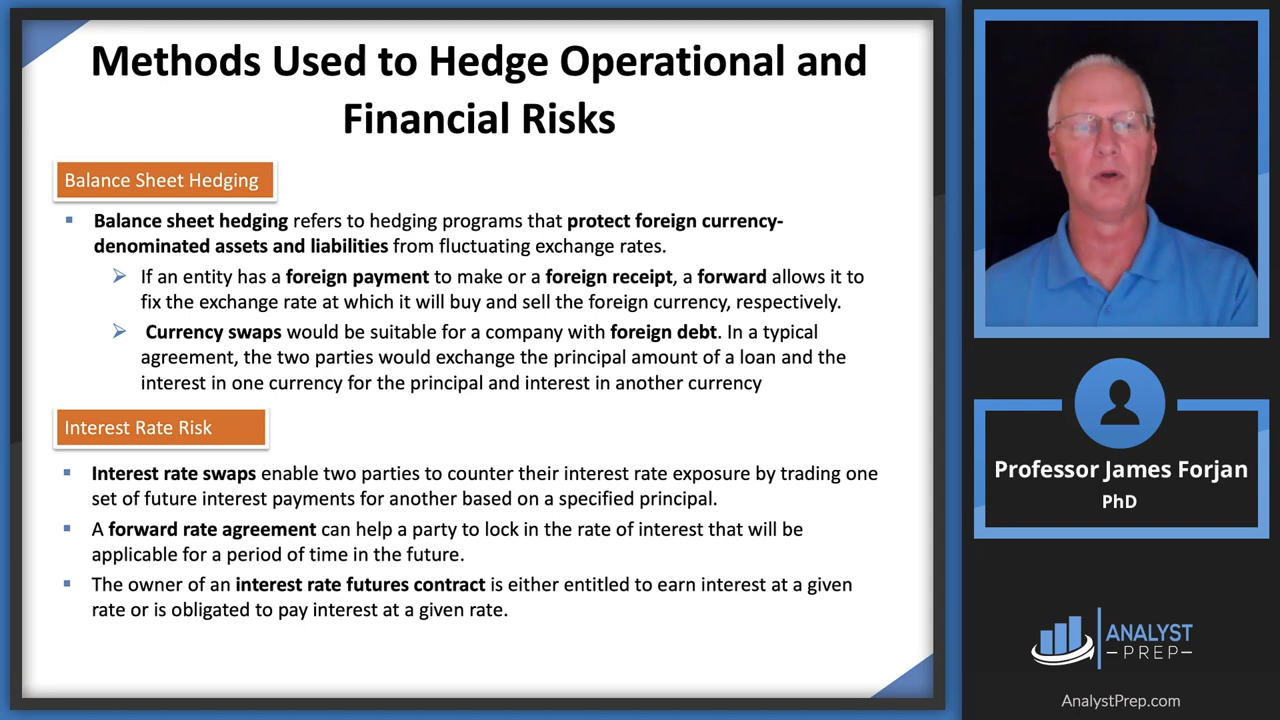 Methods Used to Hedge Operational and
Financial Risks
Balance Sheet Hedging
Balance sheet hedging refers to hedging programs that protect foreign currency-
denominated assets and liabilities from fluctuating exchange rates.
If an entity has a foreign payment to make or a foreign receipt, a forward allows it to
fix the exchange rate at which it will buy and sell the foreign currency, respectively.
Currency swaps would be suitable for a company with foreign debt. In a typical
agreement, the two parties would exchange the principal amount of a loan and the
interest in one currency for the principal and interest in another currency
Interest Rate Risk
Interest rate swaps enable two parties to counter their interest rate exposure by trading one
set of future interest payments for another based on a specified principal.
A forward rate agreement can help a party to lock in the rate of interest that will be
applicable for a period of time in the future.
The owner of an interest rate futures contract is either entitled to earn interest at a given
rate or is obligated to pay interest at a given rate.
Professor James Forjan
PhD
ANALYST
PREP
AnalystPrep.com